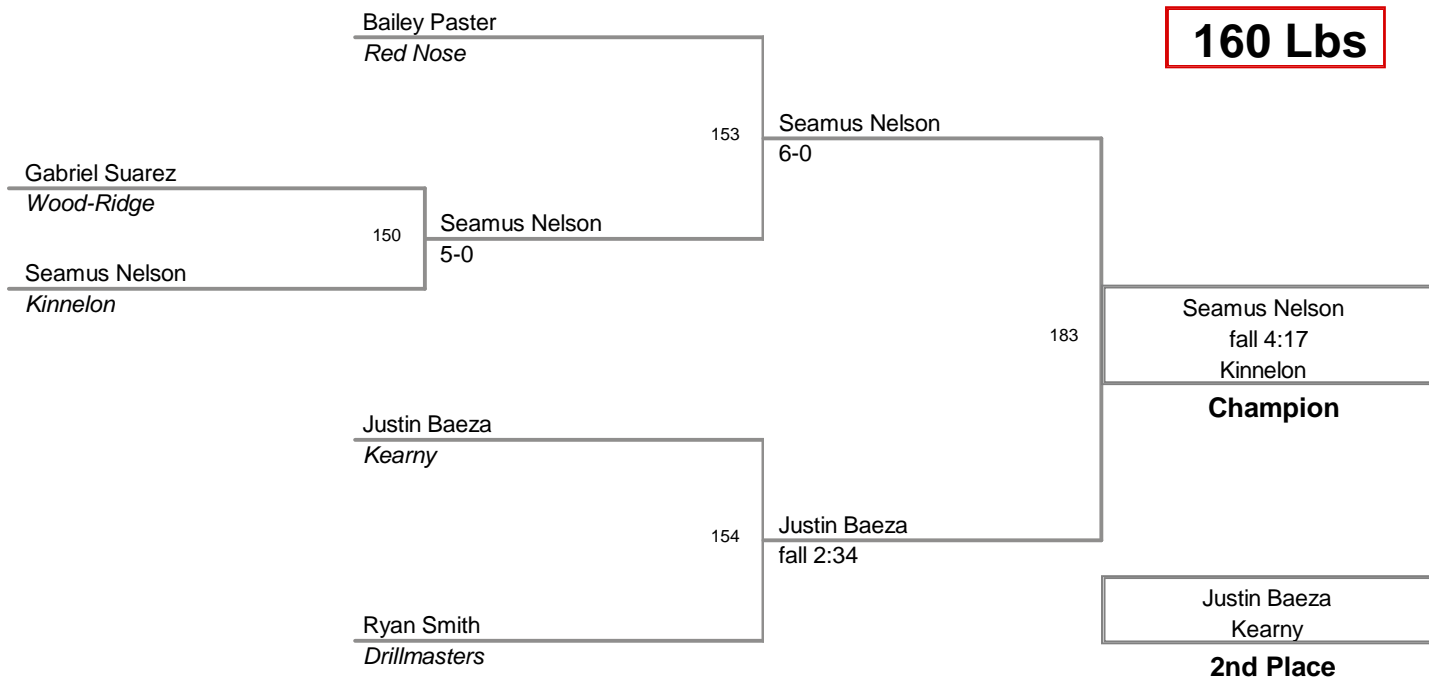 Bailey Paster
Red Nose
160 Lbs
153
Seamus Nelson
6-0
Gabriel Suarez
Wood-Ridge
150
Seamus Nelson
5-0
Seamus Nelson
Kinnelon
183
Seamus Nelson
fall 4:17
Kinnelon
Champion
Justin Baeza
Kearny
154
Justin Baeza
fall 2:34
Ryan Smith
Drillmasters
Justin Baeza
Kearny
2nd Place